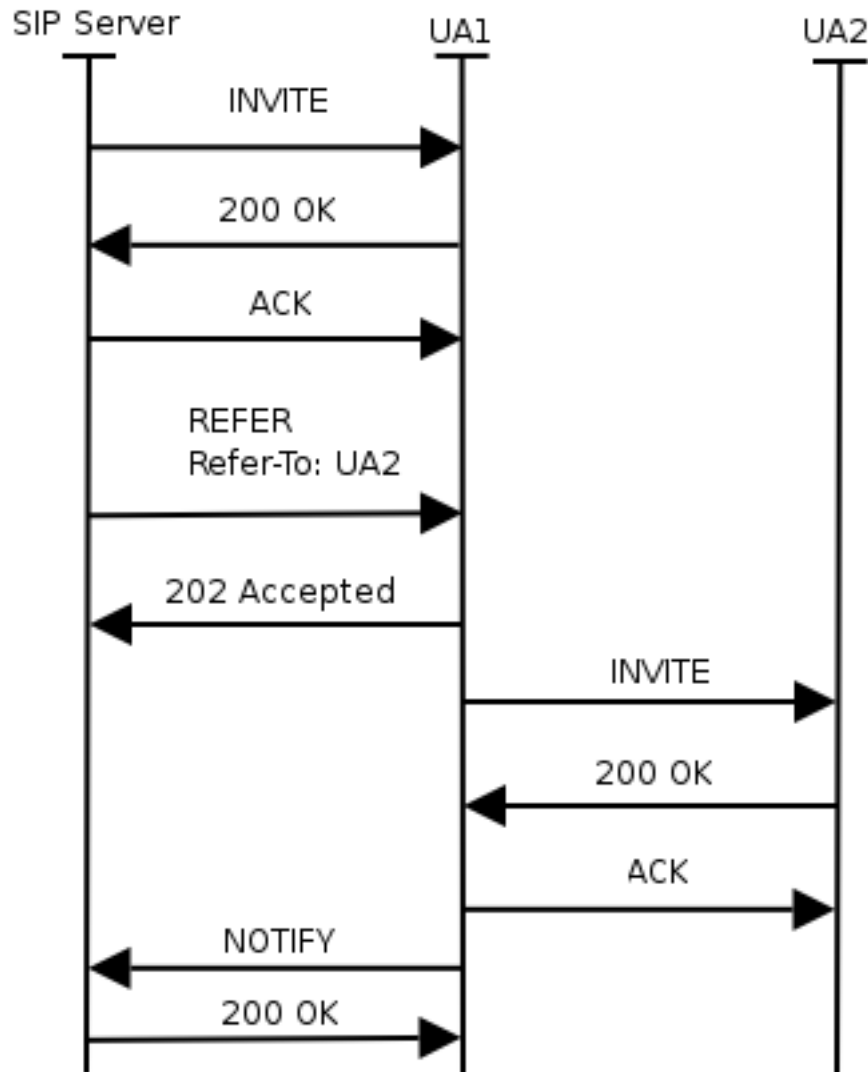 SIP Server
UA1
UA2
INVITE
200 OK
ACK
REFER
Refer-To: UA2
202 Accepted
INVITE
200 OK
ACK
NOTIFY
200 OK